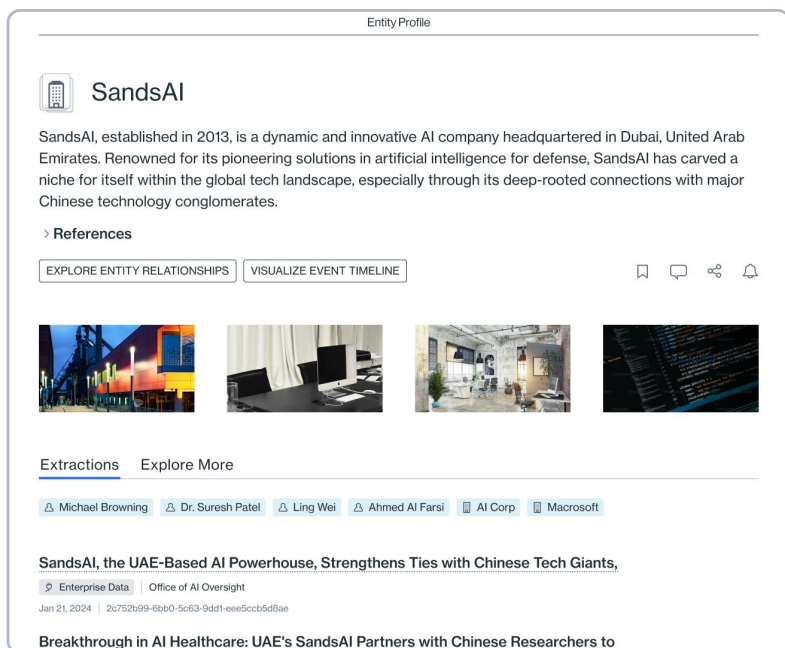 Entity Profile
SandsAI
SandsAI, established in 2013, is a dynamic and innovative AI company headquartered in Dubai, United Arab
Emirates. Renowned for its pioneering solutions in artificial intelligence for defense, SandsAI has carved a
niche for itself within the global tech landscape, especially through its deep-rooted connections with major
Chinese technology conglomerates.
> References
EXPLORE ENTITY RELATIONSHIPS VISUALIZE EVENT TIMELINE
Extractions Explore More
Michael Browning Dr. Suresh Patel Ling Wei Ahmed Al Farsi AI Corp Macrosoft
SandsAI, the UAE-Based AI Powerhouse, Strengthens Ties with Chinese Tech Giants,
Enterprise Data | Office of AI Oversight
Jan 21, 2024 | 2c752b99-6bb0-5c63-9dd1-eee5ccb5d8ae
Breakthrough in AI Healthcare: UAE's SandsAI Partners with Chinese Researchers to